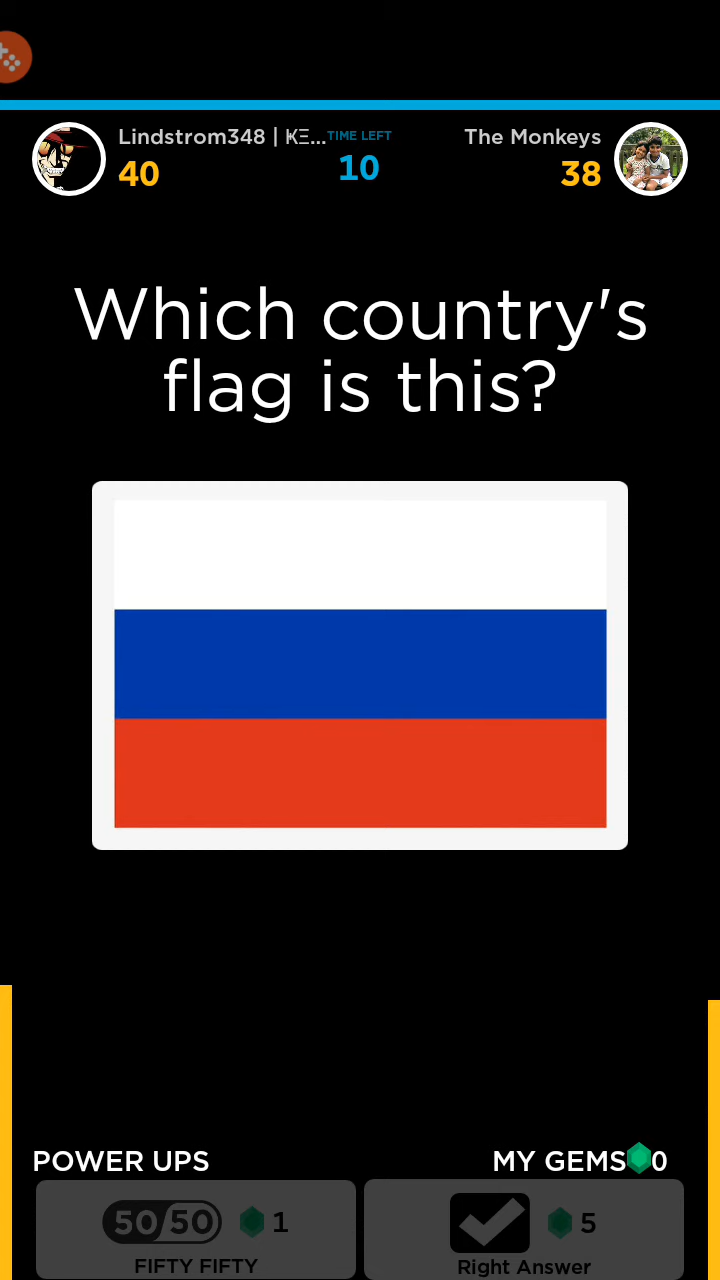 Lindstrom348 | ҜΞ...
TIME LEFT
The Monkeys
40
10
38
Which country's
flag is this?
POWER UPS
MY GEMS 0
50/50 1
5
FIFTY FIFTY
Right Answer